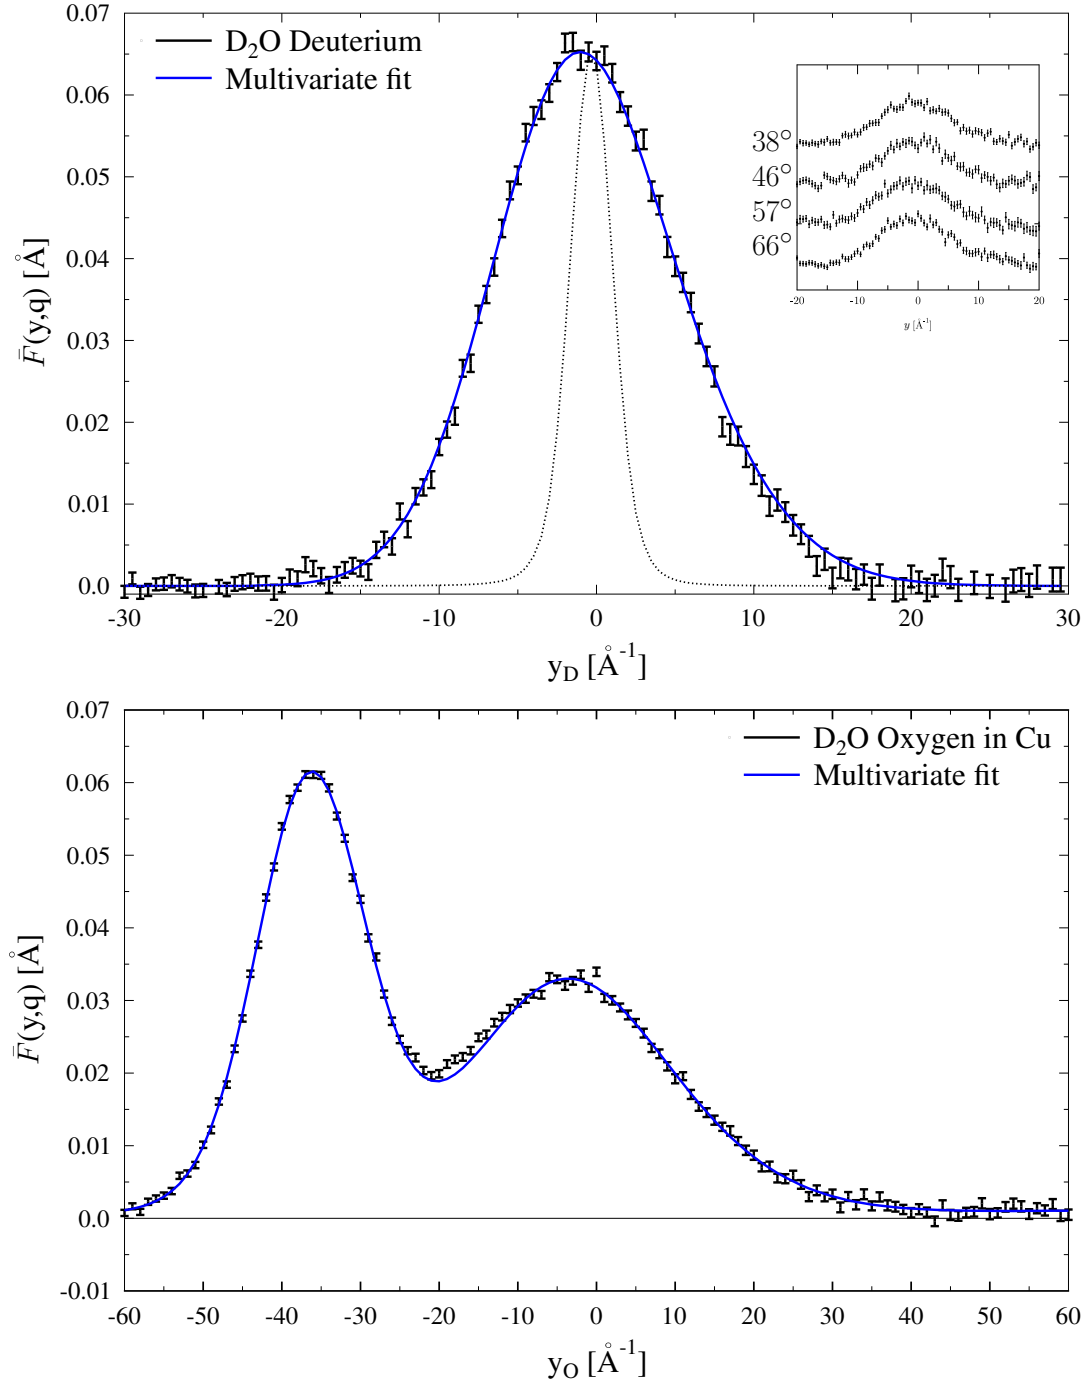 0.07
0.06
0.05
0.04
0.03
0.02
0.01
0.0
F̄(y,q) [Å]
D₂O Deuterium
Multivariate fit
38°
46°
57°
66°
-20 -10 0 10 20
y [Å⁻¹]
-30 -20 -10 0 10 20 30
y_D [Å⁻¹]
0.07
0.06
0.05
0.04
0.03
0.02
0.01
0.0
-0.01
F̄(y,q) [Å]
D₂O Oxygen in Cu
Multivariate fit
-60 -50 -40 -30 -20 -10 0 10 20 30 40 50 60
y_O [Å⁻¹]